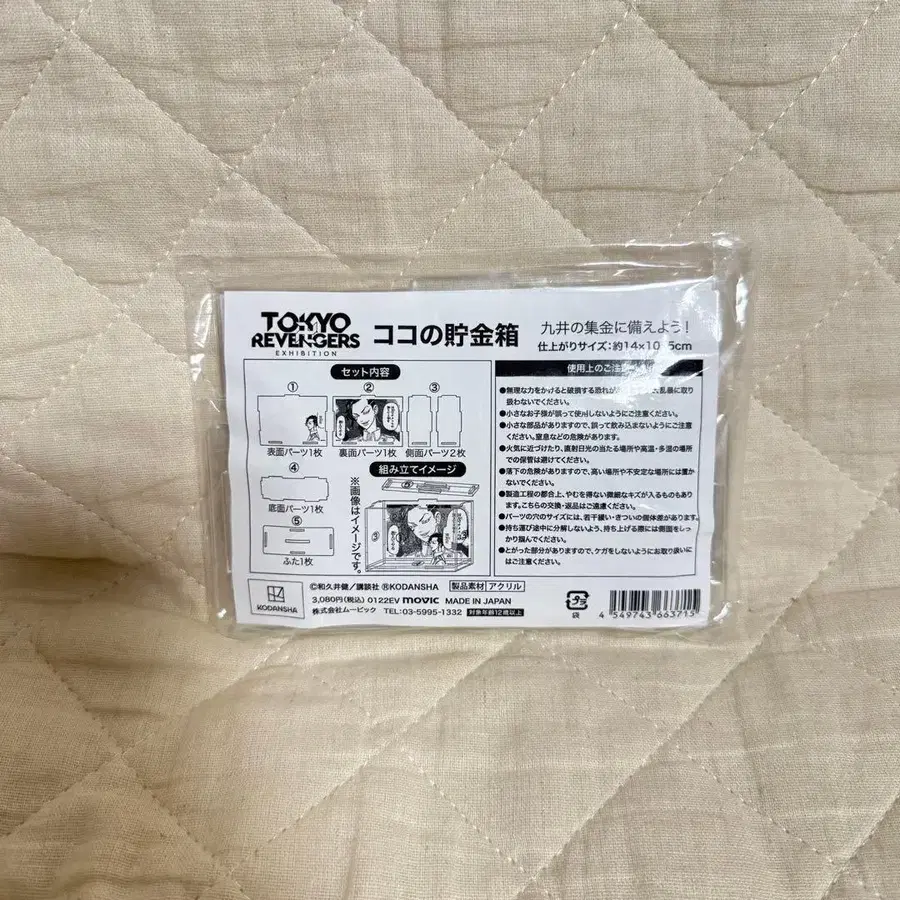 TOKYO
REVENGERS
EXHIBITION
ココの貯金箱
九井の集金に備えよう!
仕上がりサイズ:約14×10 5cm
セット内容
①
②
③
表面パーツ1枚
裏面パーツ1枚
側面パーツ2枚
④
底面パーツ1枚
⑤
ふた1枚
組み立てイメージ
※画像はイメージです。
使用上のご注意
●無理な力をかけると破損する恐れが 乱暴に取り
扱わないでください。
●小さなお子様が誤って使用しないようにご注意ください。
●小さな部品がありますので、誤って飲み込まないようにご注意
ください。窒息などの危険があります。
●火気に近づけたり、直射日光の当たる場所や高温・多湿の場所
での保管は避けてください。
●落下の危険がありますので、高い場所や不安定な場所には置か
ないでください。
●製造工程の都合上、やむを得ない微細なキズが入るものもあり
ます。こちらの交換・返品はご遠慮ください。
●パーツの穴のサイズには、若干緩い・きついの個体差があります。
●持ち運び途中に分解しないよう、持ち上げる際には側面をしっ
かり掴んでください。
●とがった部分がありますので、ケガをしないようにお取り扱いに
はご注意ください。
KODANSHA
©和久井健/講談社 ⓇKODANSHA
製品素材 アクリル
3,080円(税込) 0122EV movic MADE IN JAPAN
株式会社ムービック TEL:03-5995-1332 対象年齢12歳以上
プラ
袋
4 549743 663715